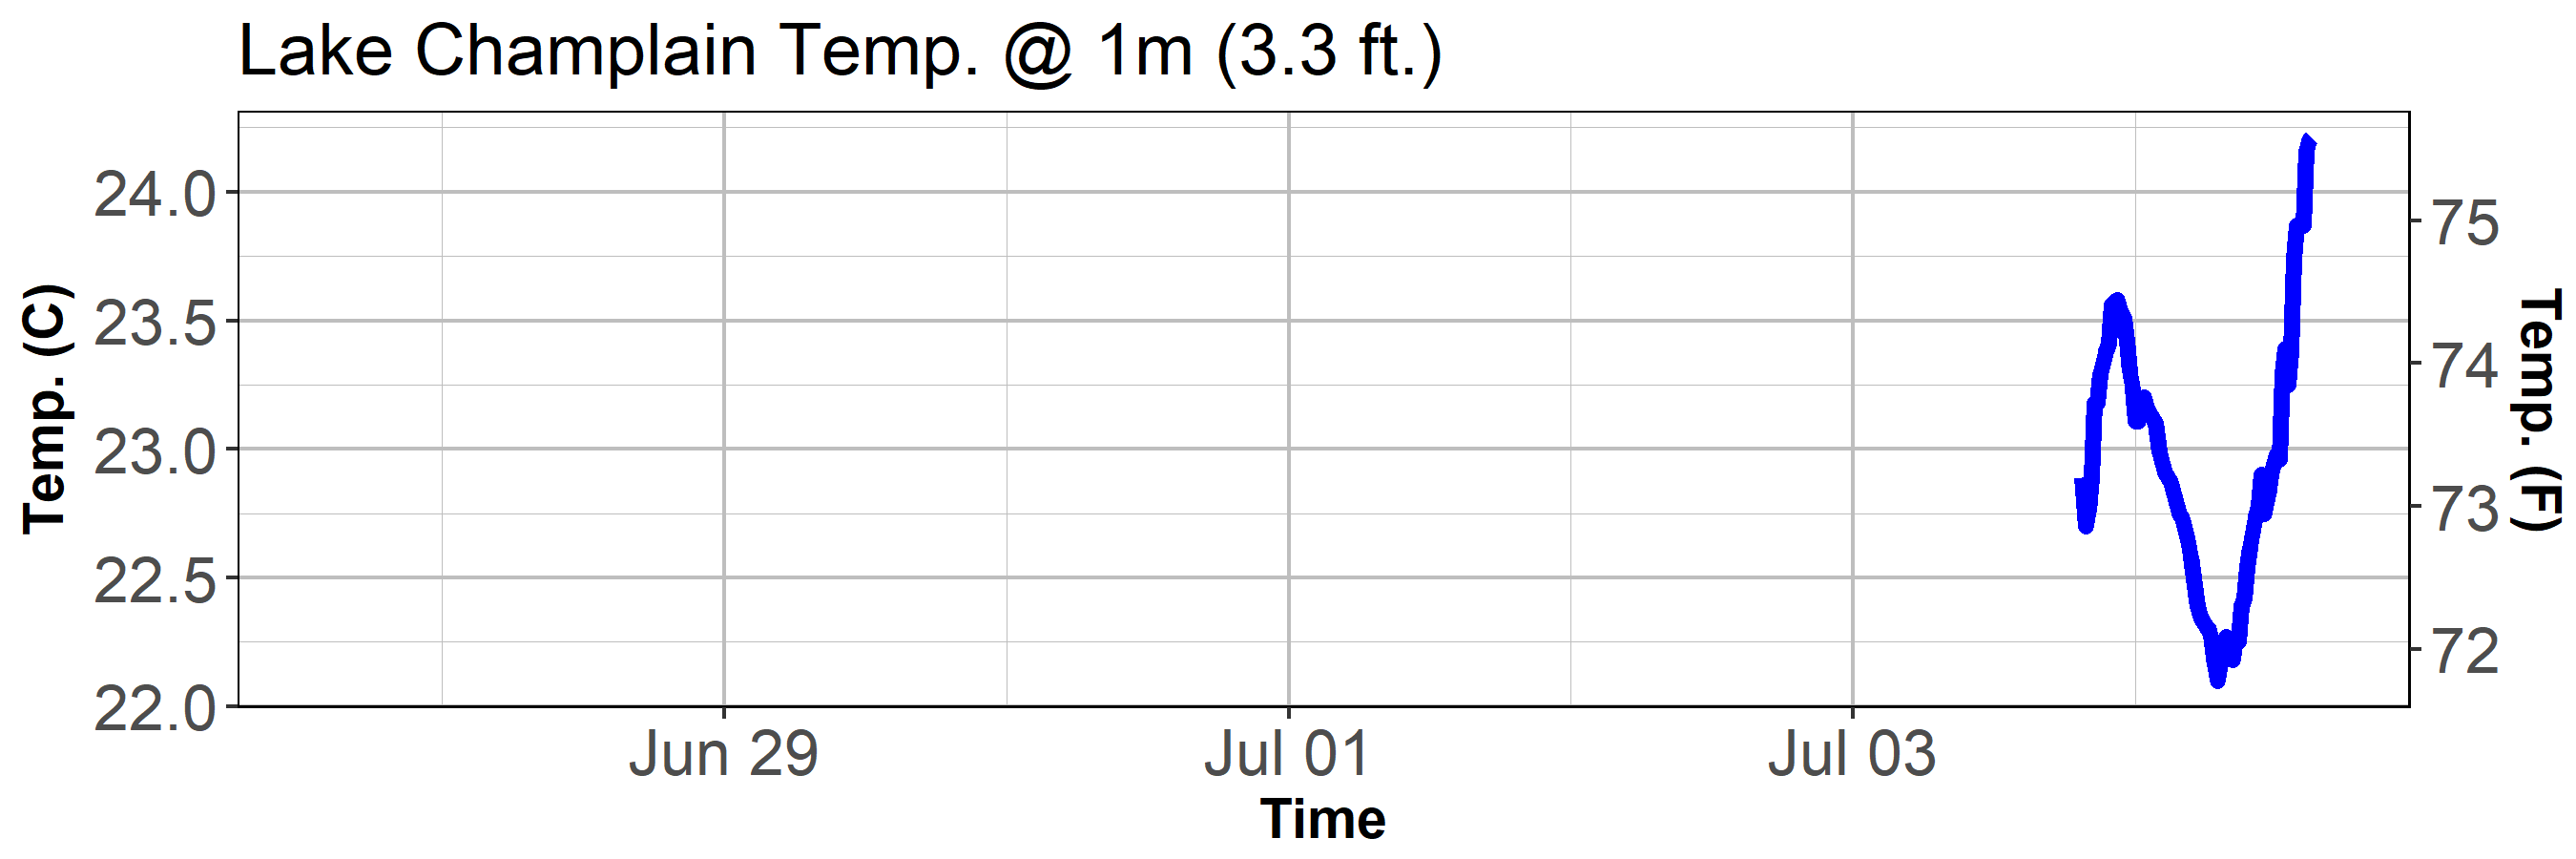 Lake Champlain Temp. @ 1m (3.3 ft.)
24.0
23.5
23.0
22.5
22.0
Temp. (C)
75
74
73
72
Temp. (F)
Jun 29 Jul 01 Jul 03
Time